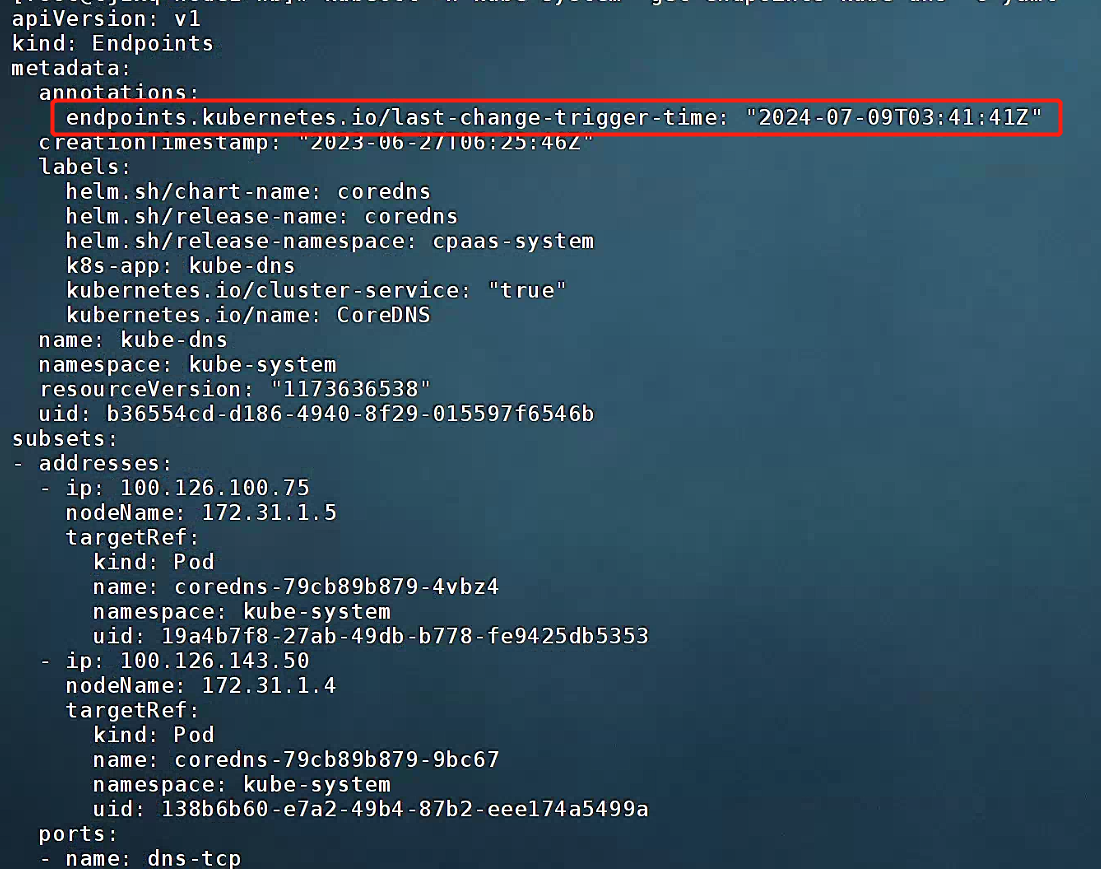 apiVersion: v1
kind: Endpoints
metadata:
  annotations:
    endpoints.kubernetes.io/last-change-trigger-time: "2024-07-09T03:41:41Z"
  creationTimestamp: "2023-06-27T06:25:46Z"
  labels:
    helm.sh/chart-name: coredns
    helm.sh/release-name: coredns
    helm.sh/release-namespace: cpaas-system
    k8s-app: kube-dns
    kubernetes.io/cluster-service: "true"
    kubernetes.io/name: CoreDNS
  name: kube-dns
  namespace: kube-system
  resourceVersion: "1173636538"
  uid: b36554cd-d186-4940-8f29-015597f6546b
subsets:
- addresses:
  - ip: 100.126.100.75
    nodeName: 172.31.1.5
    targetRef:
      kind: Pod
      name: coredns-79cb89b879-4vbz4
      namespace: kube-system
      uid: 19a4b7f8-27ab-49db-b778-fe9425db5353
  - ip: 100.126.143.50
    nodeName: 172.31.1.4
    targetRef:
      kind: Pod
      name: coredns-79cb89b879-9bc67
      namespace: kube-system
      uid: 138b6b60-e7a2-49b4-87b2-eee174a5499a
  ports:
  - name: dns-tcp